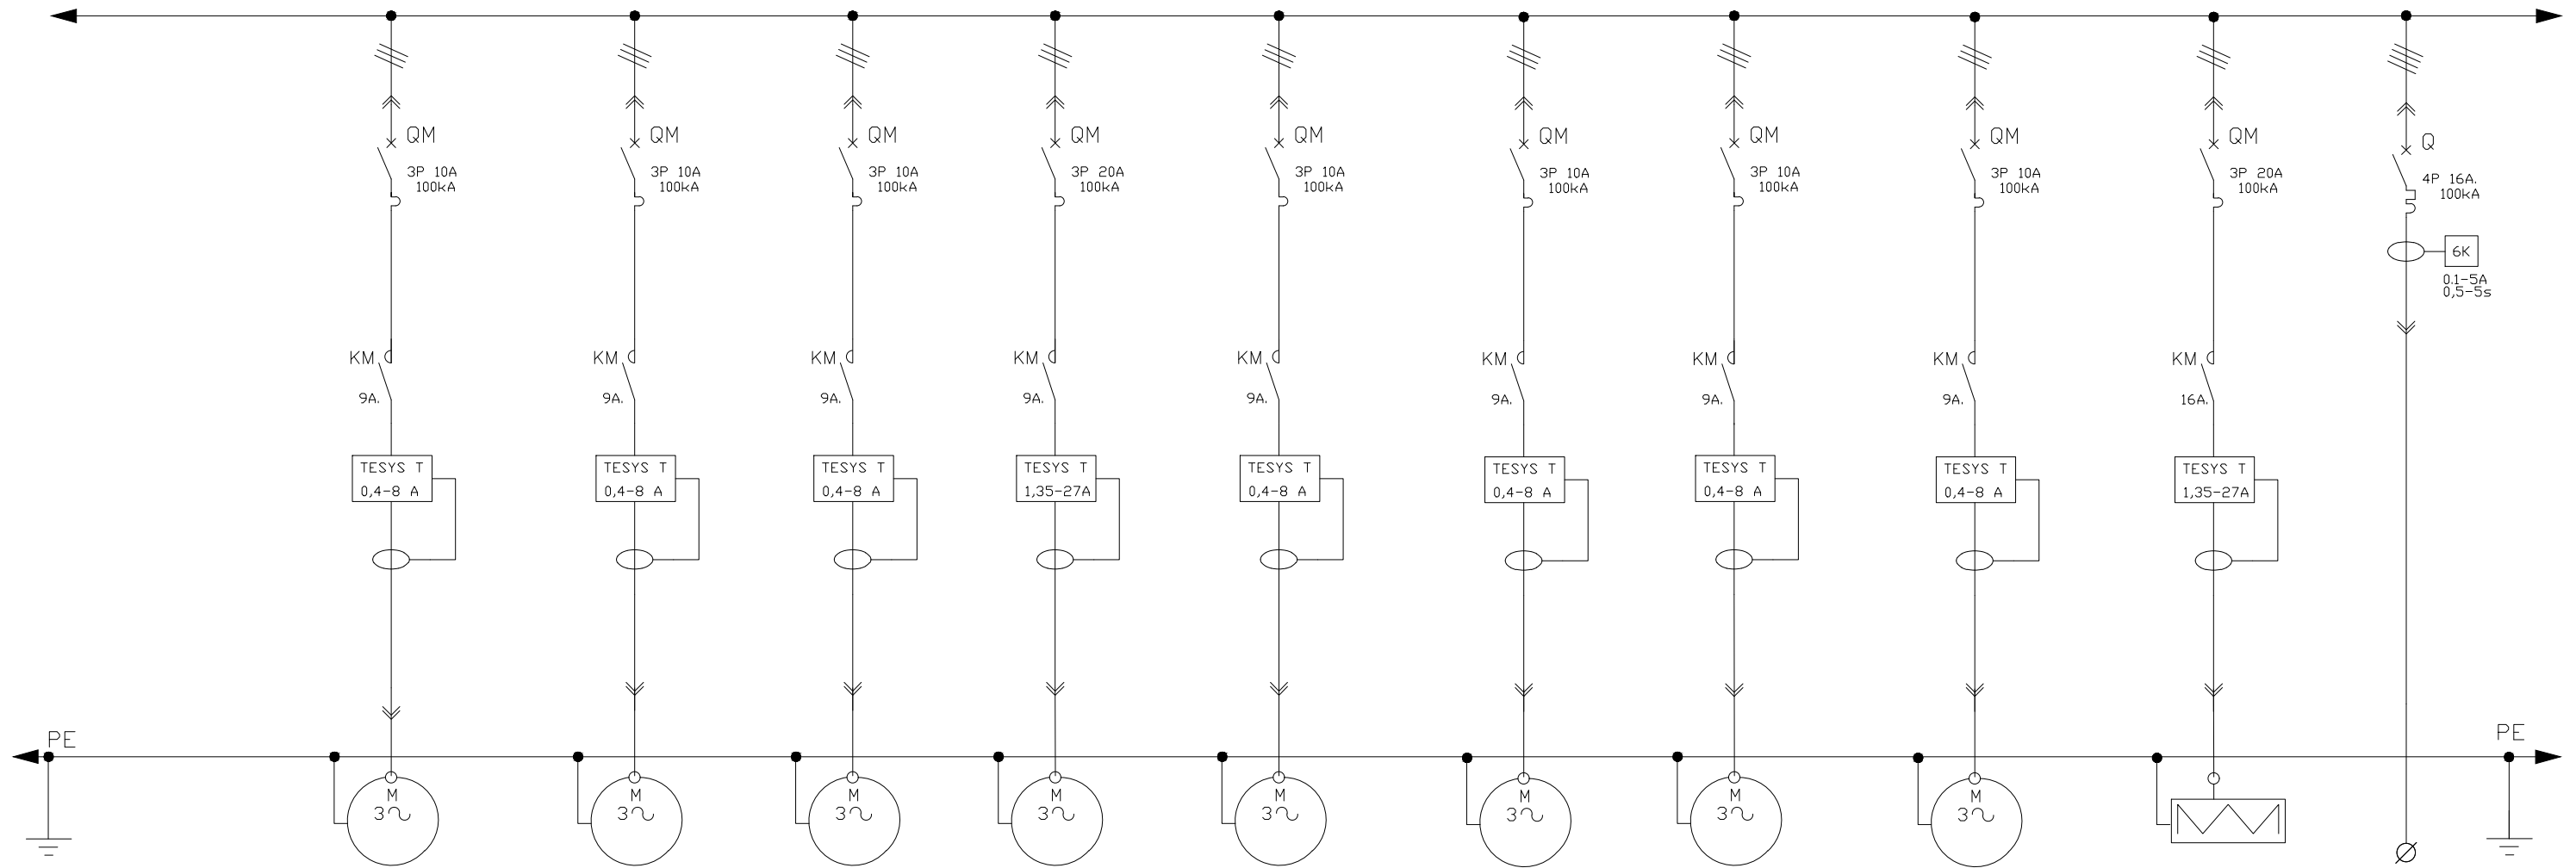 QM QM QM QM QM QM QM QM QM Q
3P 10A 3P 10A 3P 10A 3P 20A 3P 10A 3P 10A 3P 10A 3P 10A 3P 20A 4P 16A.
100kA 100kA 100kA 100kA 100kA 100kA 100kA 100kA 100kA 100kA
6K
0.1-5A
0,5-5s
KM KM KM KM KM KM KM KM KM
9A. 9A. 9A. 9A. 9A. 9A. 9A. 9A. 16A.
TESYS T TESYS T TESYS T TESYS T TESYS T TESYS T TESYS T TESYS T TESYS T
0,4-8 A 0,4-8 A 0,4-8 A 1,35-27A 0,4-8 A 0,4-8 A 0,4-8 A 0,4-8 A 1,35-27A
PE PE
M M M M M M M M
3~ 3~ 3~ 3~ 3~ 3~ 3~ 3~